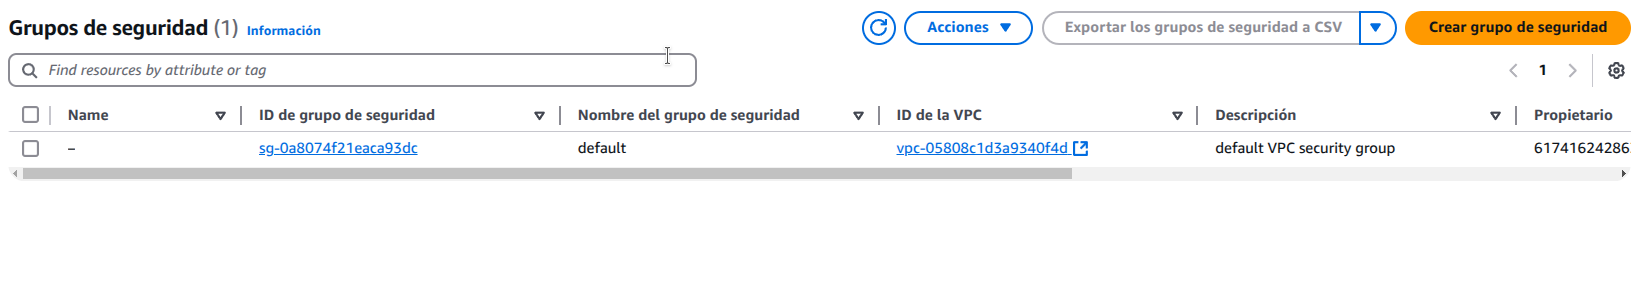 Grupos de seguridad (1) Información
Acciones
Exportar los grupos de seguridad a CSV
Crear grupo de seguridad
Find resources by attribute or tag
1
Name ID de grupo de seguridad Nombre del grupo de seguridad ID de la VPC Descripción Propietario
– sg-0a8074f21eaca93dc default vpc-05808c1d3a9340f4d default VPC security group 61741624286